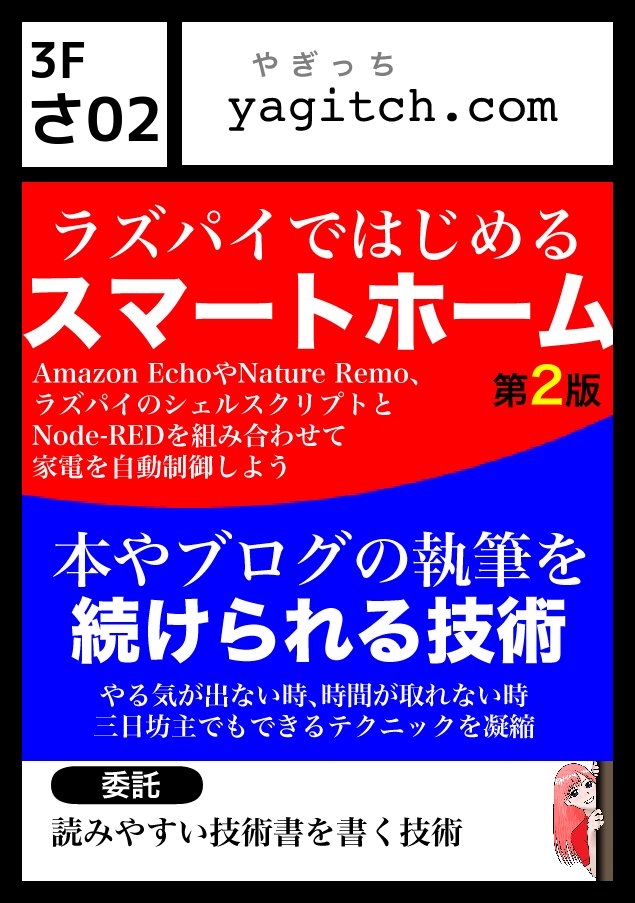 3F
さ02
やぎっち
yagitch.com
ラズパイではじめる
スマートホーム
Amazon EchoやNature Remo、
ラズパイのシェルスクリプトと
Node-REDを組み合わせて
家電を自動制御しよう
第2版
本やブログの執筆を
続けられる技術
やる気が出ない時、時間が取れない時
三日坊主でもできるテクニックを凝縮
委託
読みやすい技術書を書く技術